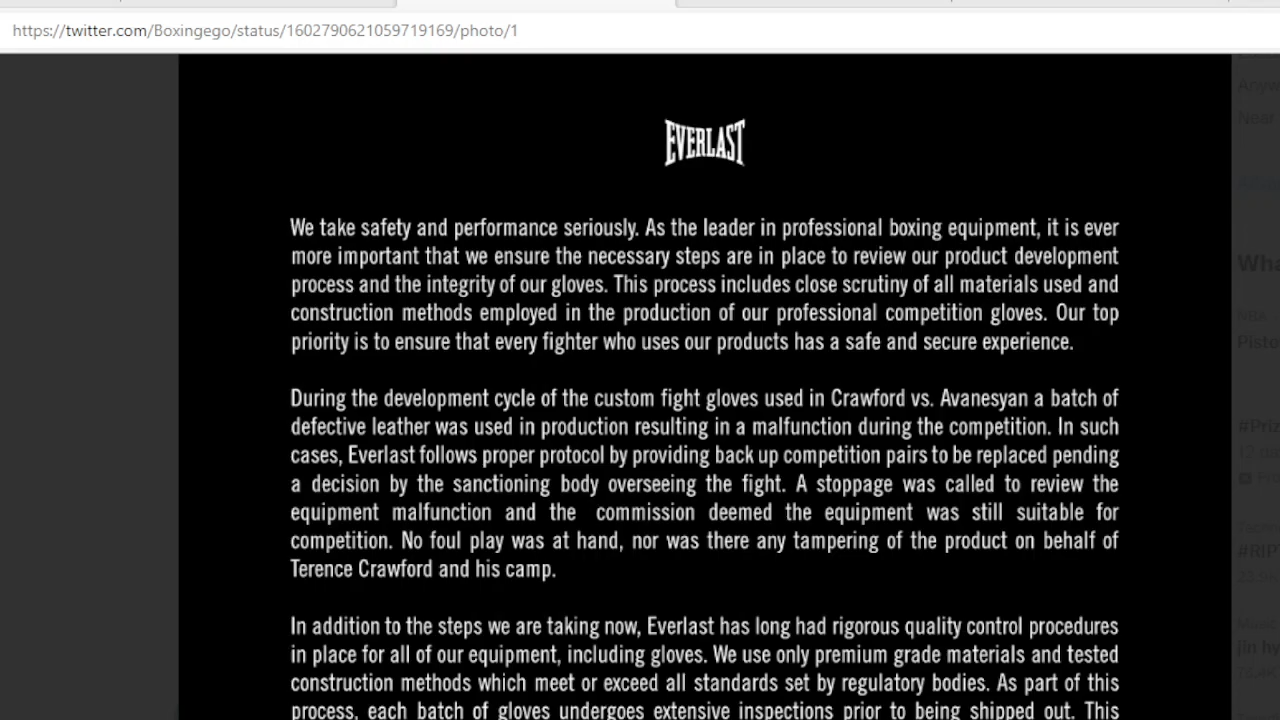 https://twitter.com/Boxingego/status/1602790621059719169/photo/1
EVERLAST
We take safety and performance seriously. As the leader in professional boxing equipment, it is ever
more important that we ensure the necessary steps are in place to review our product development
process and the integrity of our gloves. This process includes close scrutiny of all materials used and
construction methods employed in the production of our professional competition gloves. Our top
priority is to ensure that every fighter who uses our products has a safe and secure experience.
During the development cycle of the custom fight gloves used in Crawford vs. Avanesyan a batch of
defective leather was used in production resulting in a malfunction during the competition. In such
cases, Everlast follows proper protocol by providing back up competition pairs to be replaced pending
a decision by the sanctioning body overseeing the fight. A stoppage was called to review the
equipment malfunction and the commission deemed the equipment was still suitable for
competition. No foul play was at hand, nor was there any tampering of the product on behalf of
Terence Crawford and his camp.
In addition to the steps we are taking now, Everlast has long had rigorous quality control procedures
in place for all of our equipment, including gloves. We use only premium grade materials and tested
construction methods which meet or exceed all standards set by regulatory bodies. As part of this
process, each batch of gloves undergoes extensive inspections prior to being shipped out. This